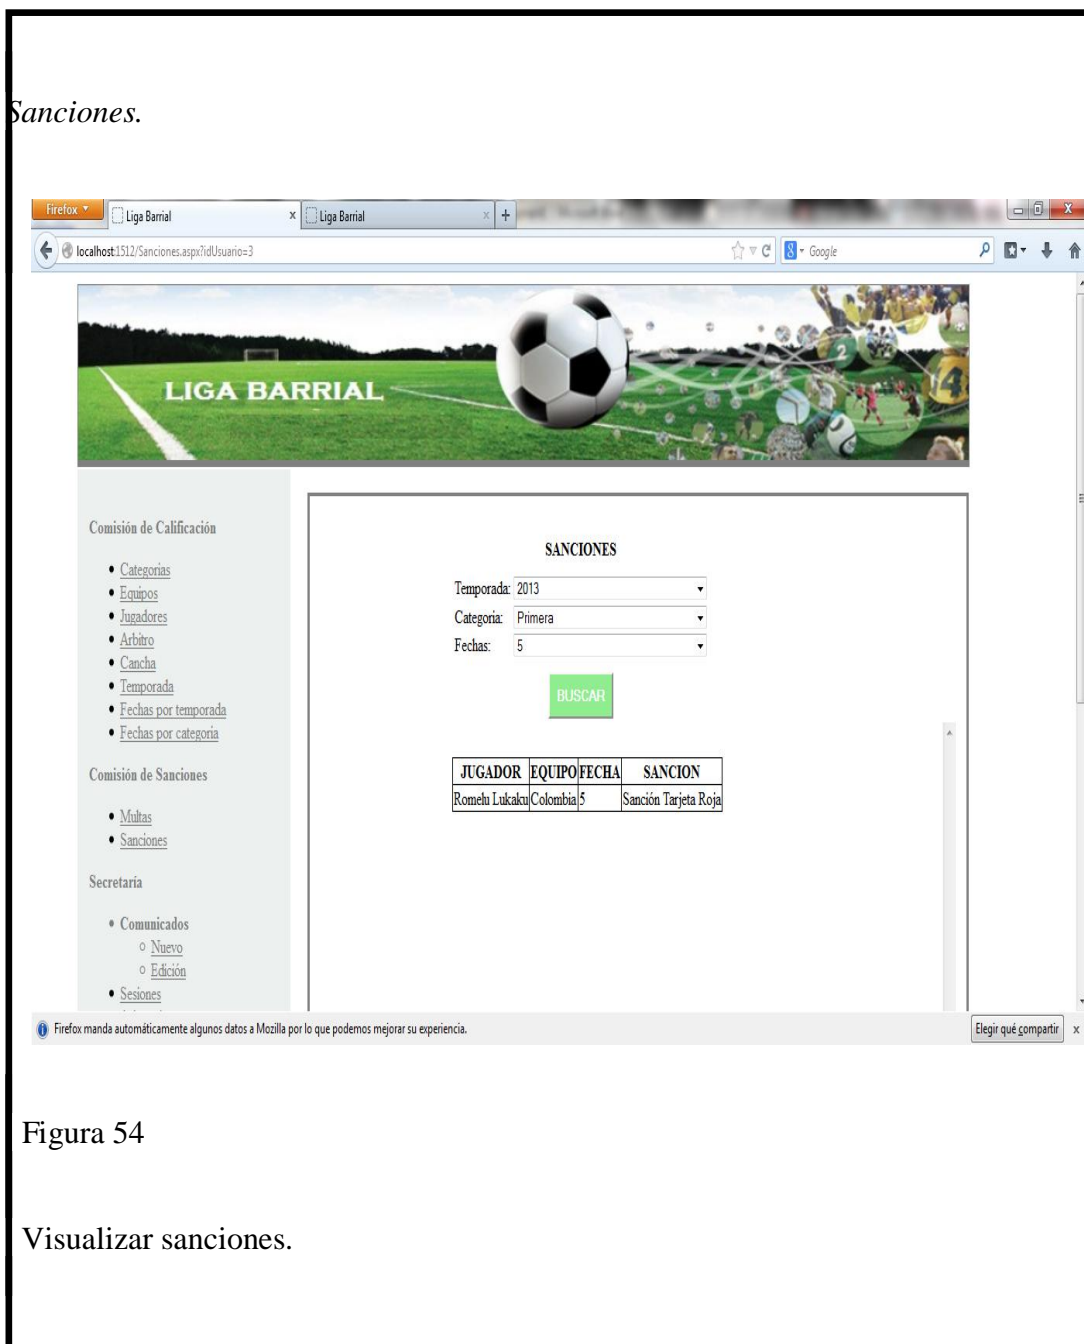 Sanciones.
Firefox
Liga Barrial x Liga Barrial x +
localhost:1512/Sanciones.aspx?idUsuario=3
8 Google
LIGA BARRIAL
2
4
Comisión de Calificación
Categorias
Equipos
Jugadores
Arbitro
Cancha
Temporada
Fechas por temporada
Fechas por categoria
Comisión de Sanciones
Multas
Sanciones
Secretaria
Comunicados
Nuevo
Edición
Sesiones
SANCIONES
Temporada: 2013
Categoria: Primera
Fechas: 5
BUSCAR
JUGADOR EQUIPO FECHA SANCION
Romelu Lukaku Colombia 5 Sanción Tarjeta Roja
Firefox manda automáticamente algunos datos a Mozilla por lo que podemos mejorar su experiencia.
Elegir qué compartir x
Figura 54
Visualizar sanciones.